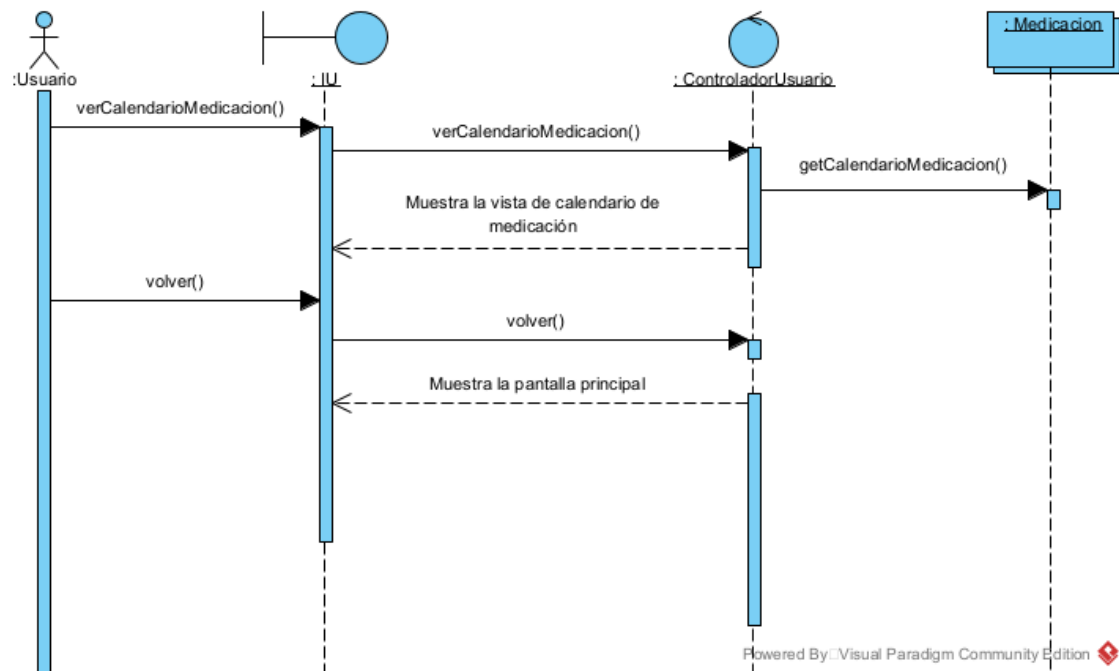 : Medicacion
:Usuario
: IU
: ControladorUsuario
verCalendarioMedicacion()
verCalendarioMedicacion()
getCalendarioMedicacion()
Muestra la vista de calendario de
medicación
volver()
volver()
Muestra la pantalla principal
Powered By Visual Paradigm Community Edition